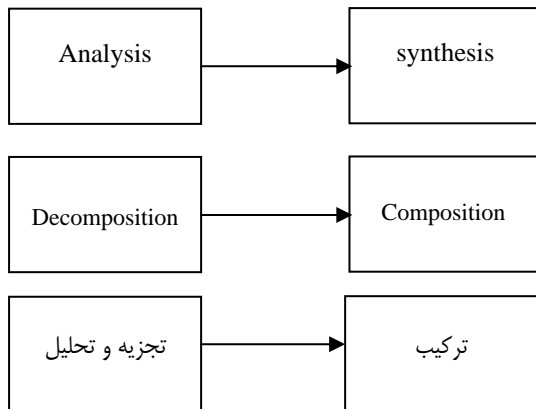 Analysis
synthesis
Decomposition
Composition
تجزیه و تحلیل
ترکیب